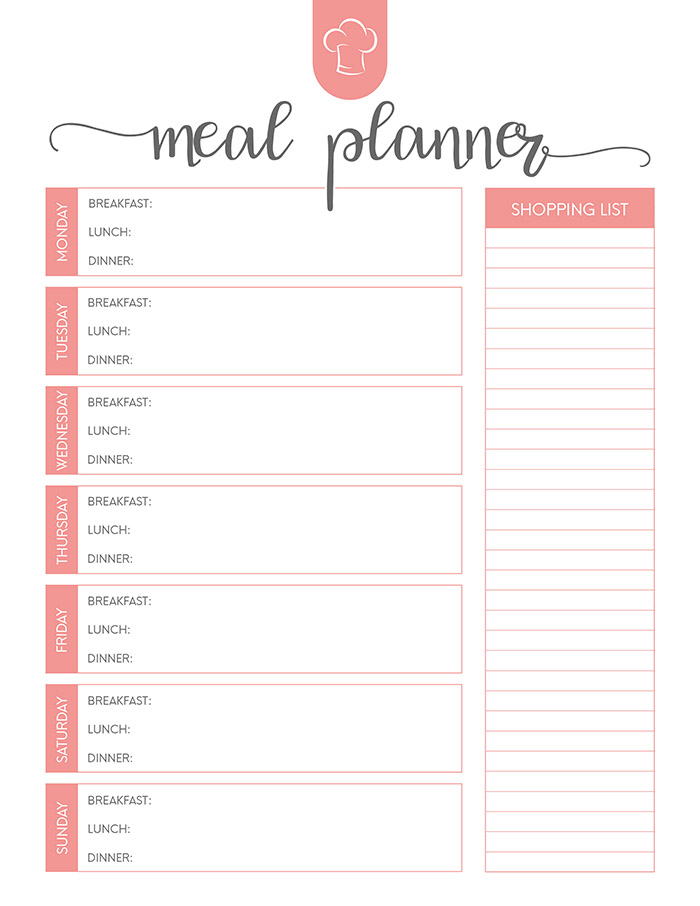 meal planner
MONDAY
BREAKFAST:
LUNCH:
DINNER:
TUESDAY
BREAKFAST:
LUNCH:
DINNER:
WEDNESDAY
BREAKFAST:
LUNCH:
DINNER:
THURSDAY
BREAKFAST:
LUNCH:
DINNER:
FRIDAY
BREAKFAST:
LUNCH:
DINNER:
SATURDAY
BREAKFAST:
LUNCH:
DINNER:
SUNDAY
BREAKFAST:
LUNCH:
DINNER:
SHOPPING LIST